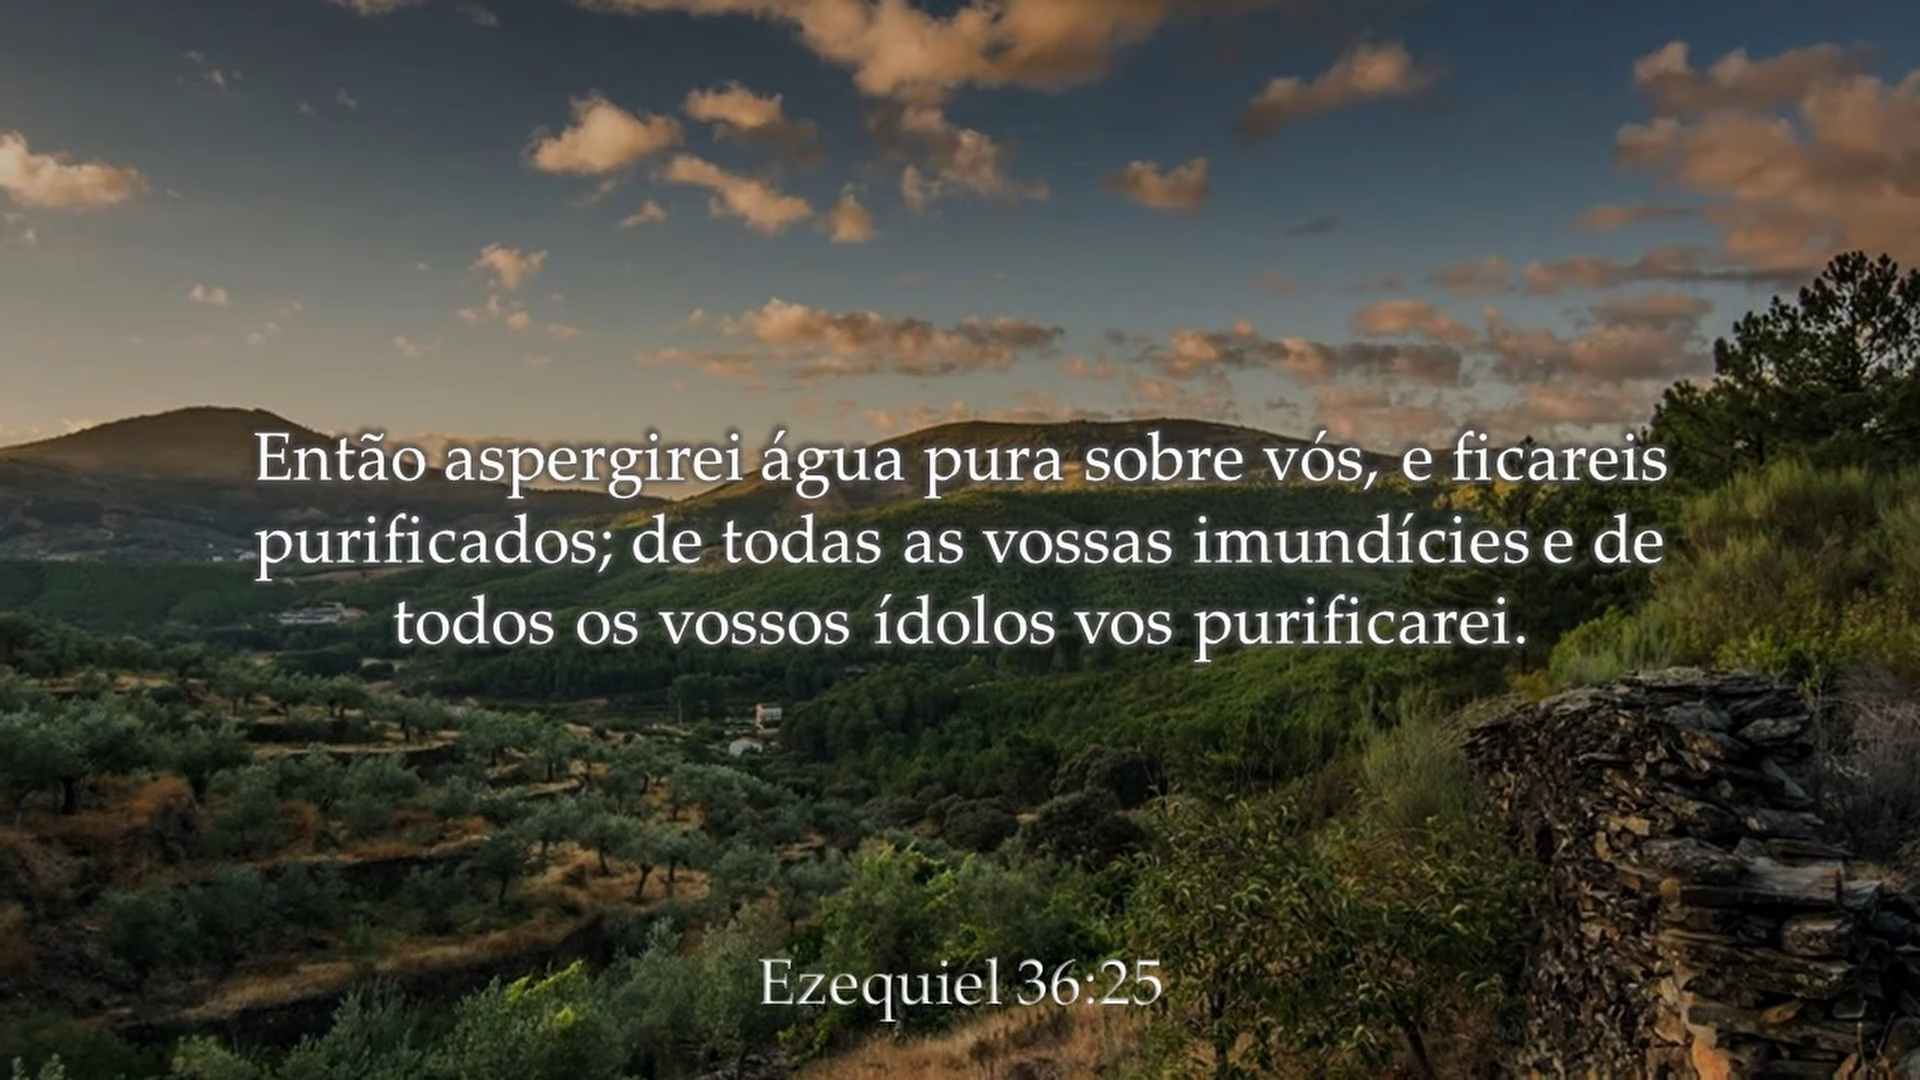 Então aspergirei água pura sobre vós, e ficareis
purificados; de todas as vossas imundícies e de
todos os vossos ídolos vos purificarei.
Ezequiel 36:25